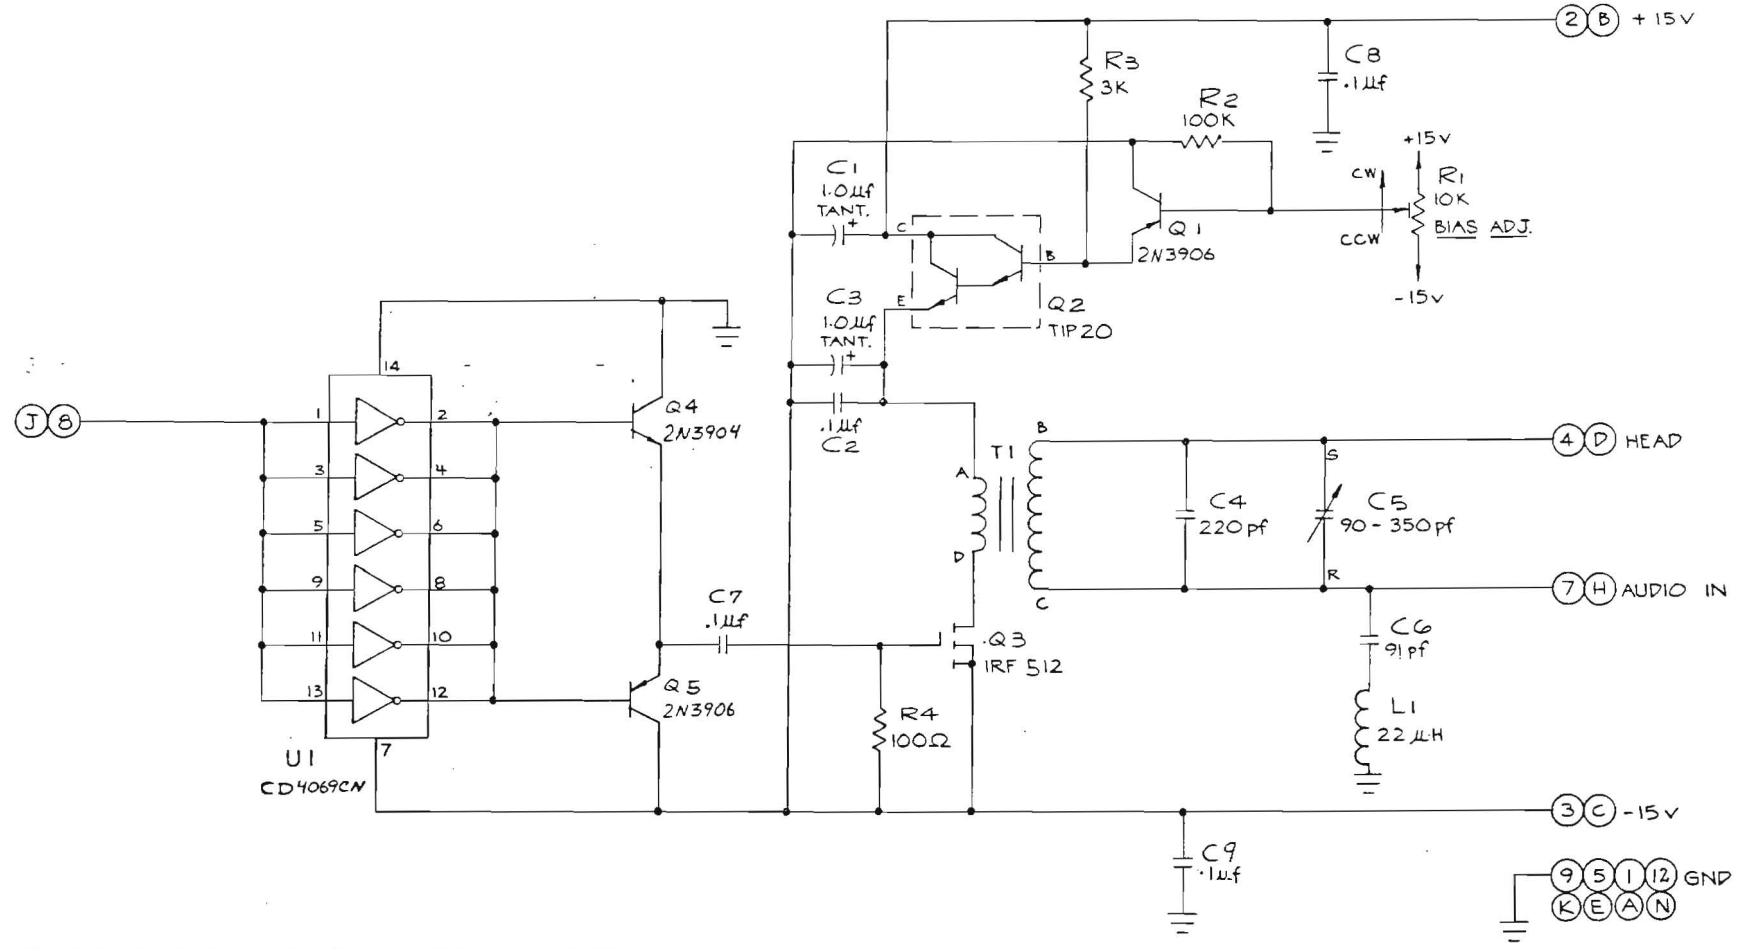 2 B +15V
R3
3K
C8
.1µf
R2
100K
+15V
C1
1.0µf
TANT.
+
CW
R1
10K
BIAS ADJ.
CCW
-15V
C
B
E
Q1
2N3906
Q2
TIP20
C3
1.0µf
TANT.
+
.1µf
C2
14
J 8
1 2
3 4
5 6
9 8
11 10
13 12
7
U1
CD4069CN
Q4
2N3904
Q5
2N3906
C7
.1µf
R4
100Ω
Q3
IRF 512
A
D
T1
B
C
C4
220pf
S
C5
90-350pf
R
4 D HEAD
7 H AUDIO IN
C6
91pf
L1
22µH
3 C -15V
C9
.1µf
9 5 1 12 GND
K E A N